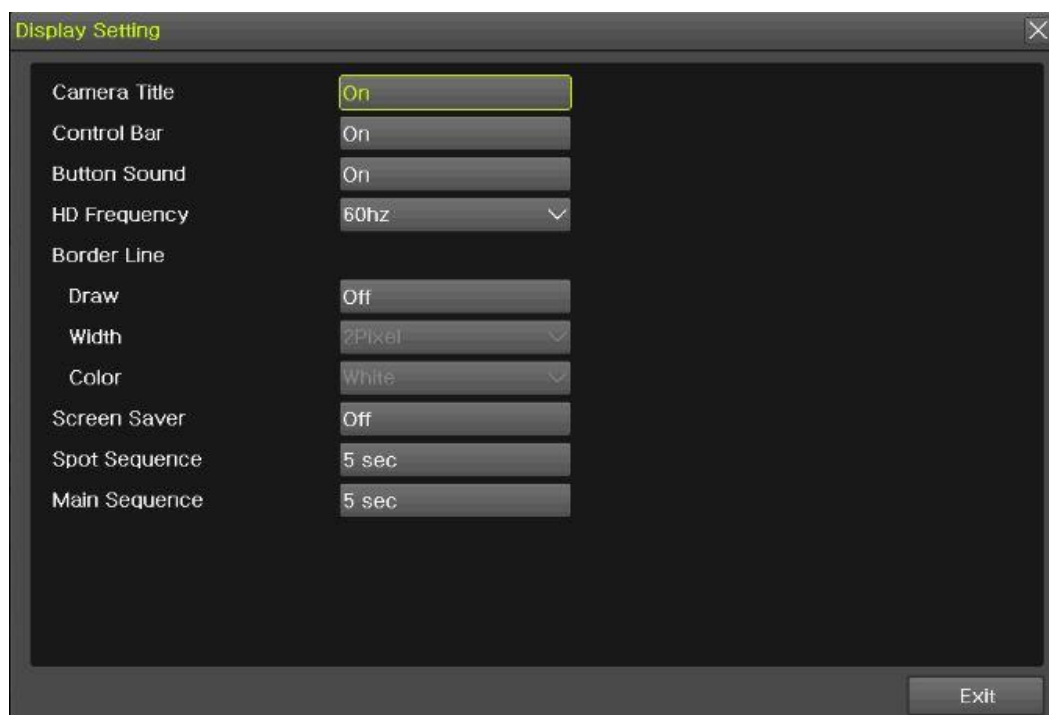 Display Setting
Camera Title On
Control Bar On
Button Sound On
HD Frequency 60hz
Border Line
Draw Off
Width 2Pixel
Color White
Screen Saver Off
Spot Sequence 5 sec
Main Sequence 5 sec
Exit